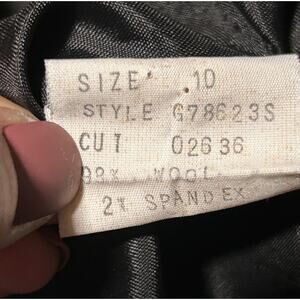 SIZE 10
STYLE G78623S
CUT 02636
98% WOOL
2% SPANDEX